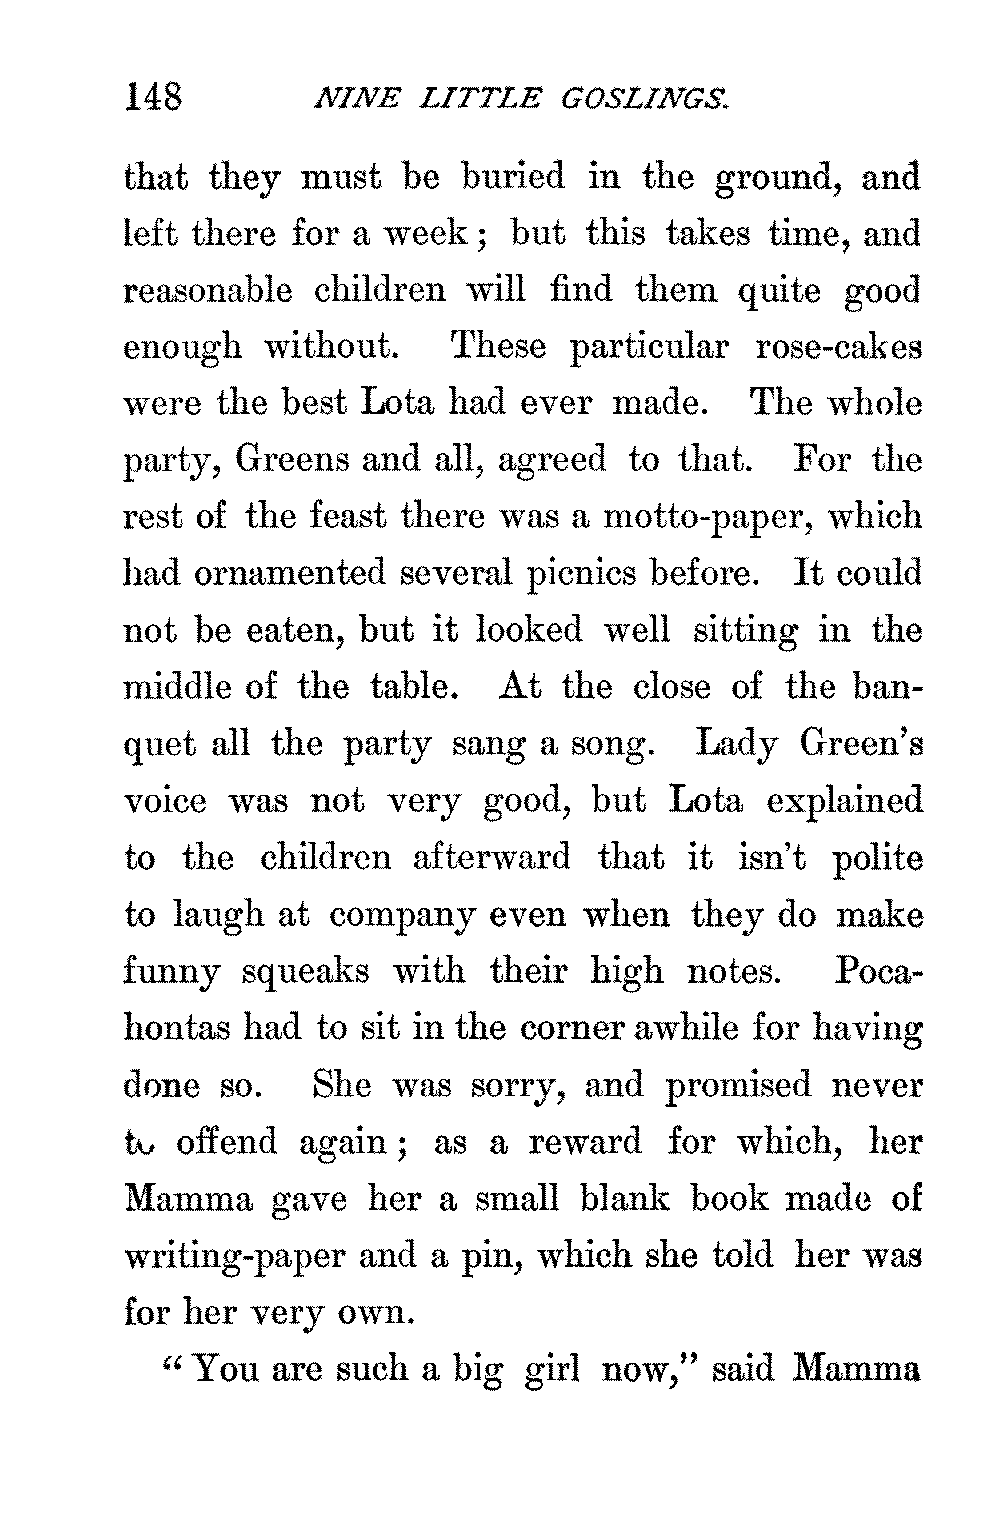 148 NINE LITTLE GOSLINGS.
that they must be buried in the ground, and
left there for a week; but this takes time, and
reasonable children will find them quite good
enough without. These particular rose-cakes
were the best Lota had ever made. The whole
party, Greens and all, agreed to that. For the
rest of the feast there was a motto-paper, which
had ornamented several picnics before. It could
not be eaten, but it looked well sitting in the
middle of the table. At the close of the ban-
quet all the party sang a song. Lady Green's
voice was not very good, but Lota explained
to the children afterward that it isn't polite
to laugh at company even when they do make
funny squeaks with their high notes. Poca-
hontas had to sit in the corner awhile for having
done so. She was sorry, and promised never
to offend again; as a reward for which, her
Mamma gave her a small blank book made of
writing-paper and a pin, which she told her was
for her very own.
"You are such a big girl now," said Mamma